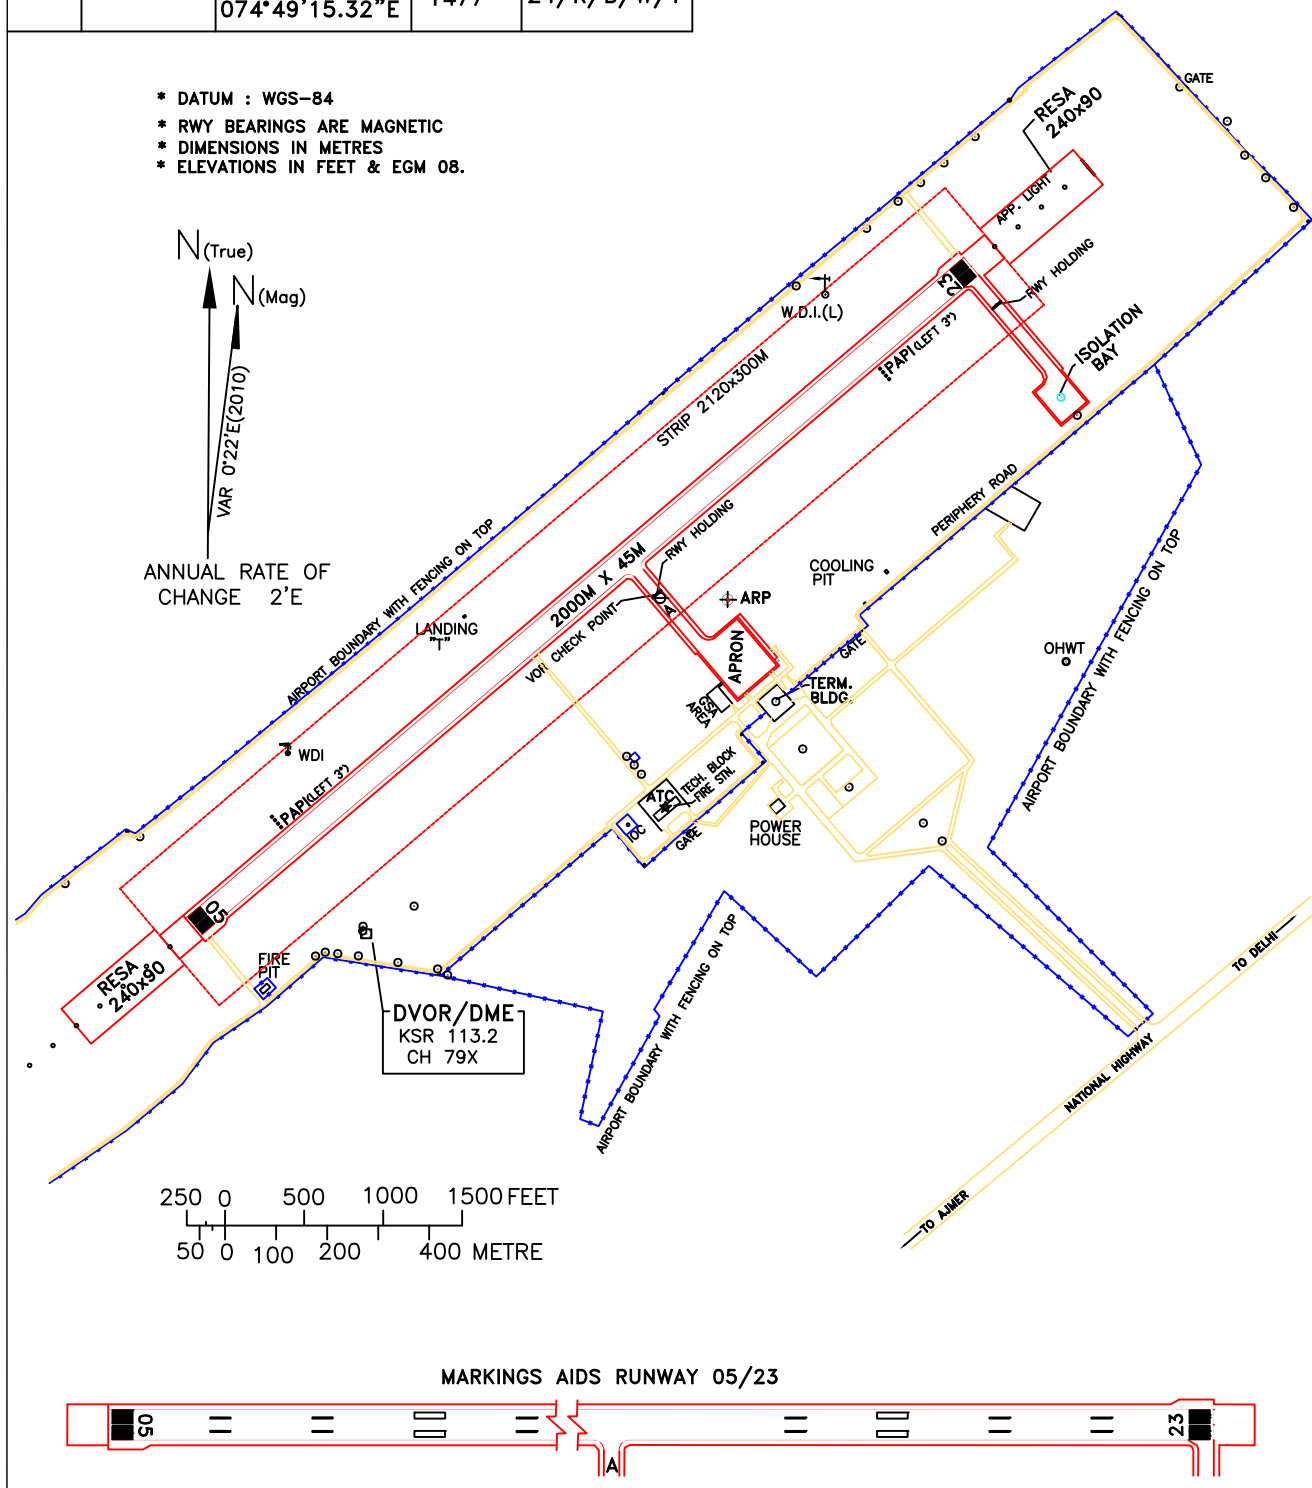 074°49'15.32"E
* DATUM : WGS-84
* RWY BEARINGS ARE MAGNETIC
* DIMENSIONS IN METRES
* ELEVATIONS IN FEET & EGM 08.
N(True)
N(Mag)
VAR 0°22'E(2010)
ANNUAL RATE OF
CHANGE 2'E
GATE
RESA
240x90
APP. LIGHT
RWY HOLDING
23
W.D.I.(L)
PAPI(LEFT 3°)
ISOLATION
BAY
STRIP 2120x300M
PERIPHERY ROAD
AIRPORT BOUNDARY WITH FENCING ON TOP
2000M X 45M
RWY HOLDING
COOLING
PIT
ARP
A
VOR CHECK POINT
LANDING
"T"
APRON
GATE
OHWT
AIRPORT BOUNDARY WITH FENCING ON TOP
TERM.
BLDG.
GSA
AREA
WDI
PAPI(LEFT 3°)
TECH. BLOCK
FIRE STN.
ATC
IOC
GATE
POWER
HOUSE
05
FIRE
PIT
RESA
240x90
DVOR/DME
KSR 113.2
CH 79X
AIRPORT BOUNDARY WITH FENCING ON TOP
TO DELHI
NATIONAL HIGHWAY
TO AJMER
250 0 500 1000 1500 FEET
50 0 100 200 400 METRE
MARKINGS AIDS RUNWAY 05/23
05
23
A